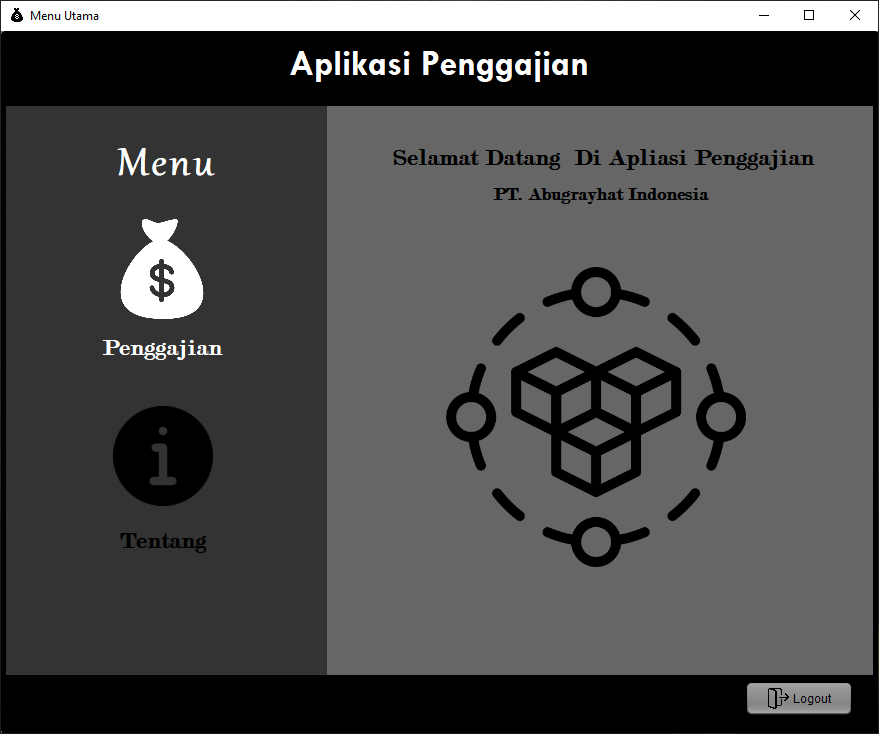 Menu Utama
Aplikasi Penggajian
Menu
Selamat Datang  Di Apliasi Penggajian
PT. Abugrayhat Indonesia
$
Penggajian
i
Tentang
Logout